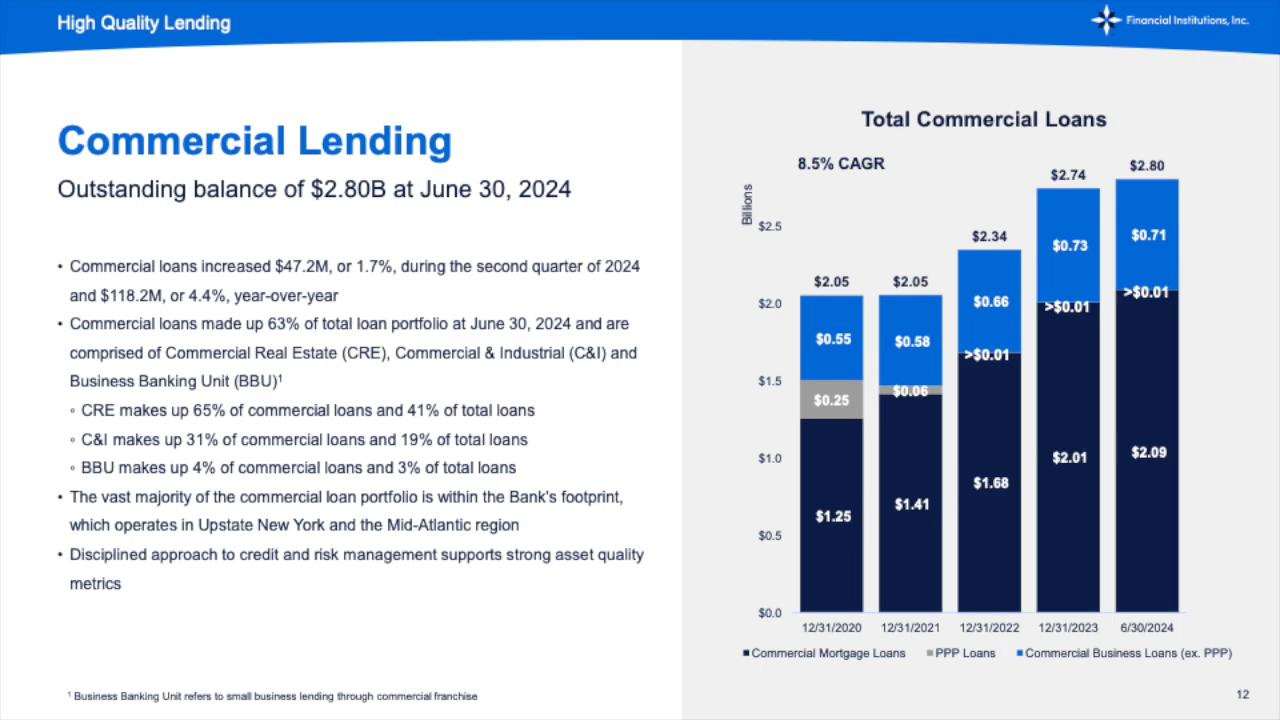 High Quality Lending
Financial Institutions, Inc.
Commercial Lending
Outstanding balance of $2.80B at June 30, 2024
• Commercial loans increased $47.2M, or 1.7%, during the second quarter of 2024
and $118.2M, or 4.4%, year-over-year
• Commercial loans made up 63% of total loan portfolio at June 30, 2024 and are
comprised of Commercial Real Estate (CRE), Commercial & Industrial (C&I) and
Business Banking Unit (BBU)¹
◦ CRE makes up 65% of commercial loans and 41% of total loans
◦ C&I makes up 31% of commercial loans and 19% of total loans
◦ BBU makes up 4% of commercial loans and 3% of total loans
• The vast majority of the commercial loan portfolio is within the Bank's footprint,
which operates in Upstate New York and the Mid-Atlantic region
• Disciplined approach to credit and risk management supports strong asset quality
metrics
¹ Business Banking Unit refers to small business lending through commercial franchise
Total Commercial Loans
8.5% CAGR
Billions
$2.5
$2.0
$1.5
$1.0
$0.5
$0.0
$2.05
$0.55
$0.25
$1.25
12/31/2020
$2.05
$0.58
$0.06
$1.41
12/31/2021
$2.34
$0.66
>$0.01
$1.68
12/31/2022
$2.74
$0.73
>$0.01
$2.01
12/31/2023
$2.80
$0.71
>$0.01
$2.09
6/30/2024
Commercial Mortgage Loans
PPP Loans
Commercial Business Loans (ex. PPP)
12